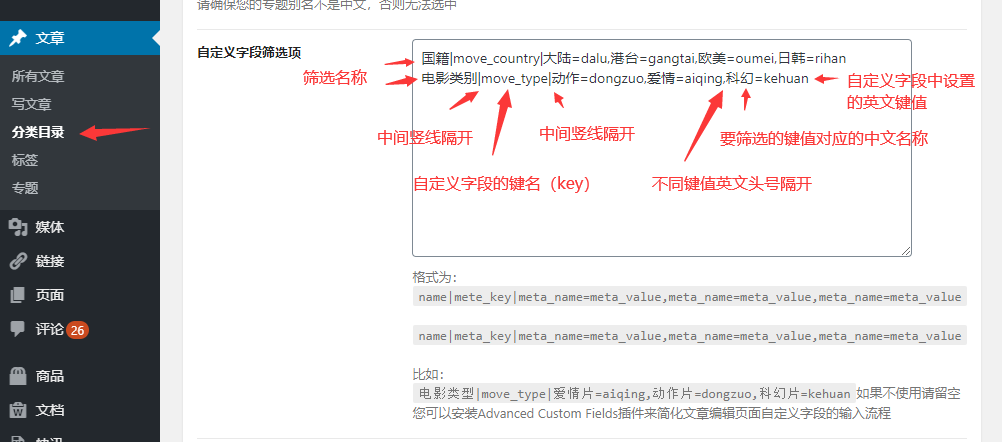 请确保您的专题别名不是中文，否则无法选中
文章
所有文章
写文章
分类目录
标签
专题
媒体
链接
页面
评论 26
商品
文档
自定义字段筛选项
国籍|move_country|大陆=dalu,港台=gangtai,欧美=oumei,日韩=rihan
电影类别|move_type|动作=dongzuo,爱情=aiqing,科幻=kehuan
筛选名称
自定义字段中设置
的英文键值
中间竖线隔开
中间竖线隔开
要筛选的键值对应的中文名称
自定义字段的键名（key）
不同键值英文头号隔开
格式为：
name|mete_key|meta_name=meta_value,meta_name=meta_value,meta_name=meta_value
name|meta_key|meta_name=meta_value,meta_name=meta_value,meta_name=meta_value
比如：
电影类型|move_type|爱情片=aiqing,动作片=dongzuo,科幻片=kehuan 如果不使用请留空
您可以安装Advanced Custom Fields插件来简化文章编辑页面自定义字段的输入流程